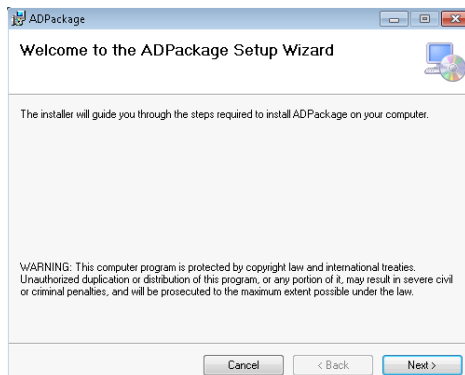 ADPackage
Welcome to the ADPackage Setup Wizard
The installer will guide you through the steps required to install ADPackage on your computer.
WARNING: This computer program is protected by copyright law and international treaties.
Unauthorized duplication or distribution of this program, or any portion of it, may result in severe civil
or criminal penalties, and will be prosecuted to the maximum extent possible under the law.
Cancel
< Back
Next >